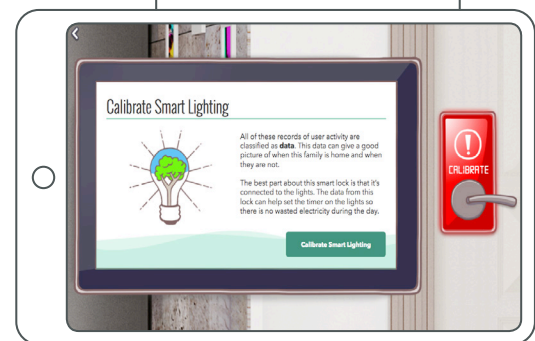 Calibrate Smart Lighting
All of these records of user activity are
classified as data. This data can give a good
picture of when this family is home and when
they are not.
The best part about this smart lock is that it's
connected to the lights. The data from this
lock can help set the timer on the lights so
there is no wasted electricity during the day.
Calibrate Smart Lighting
CALIBRATE